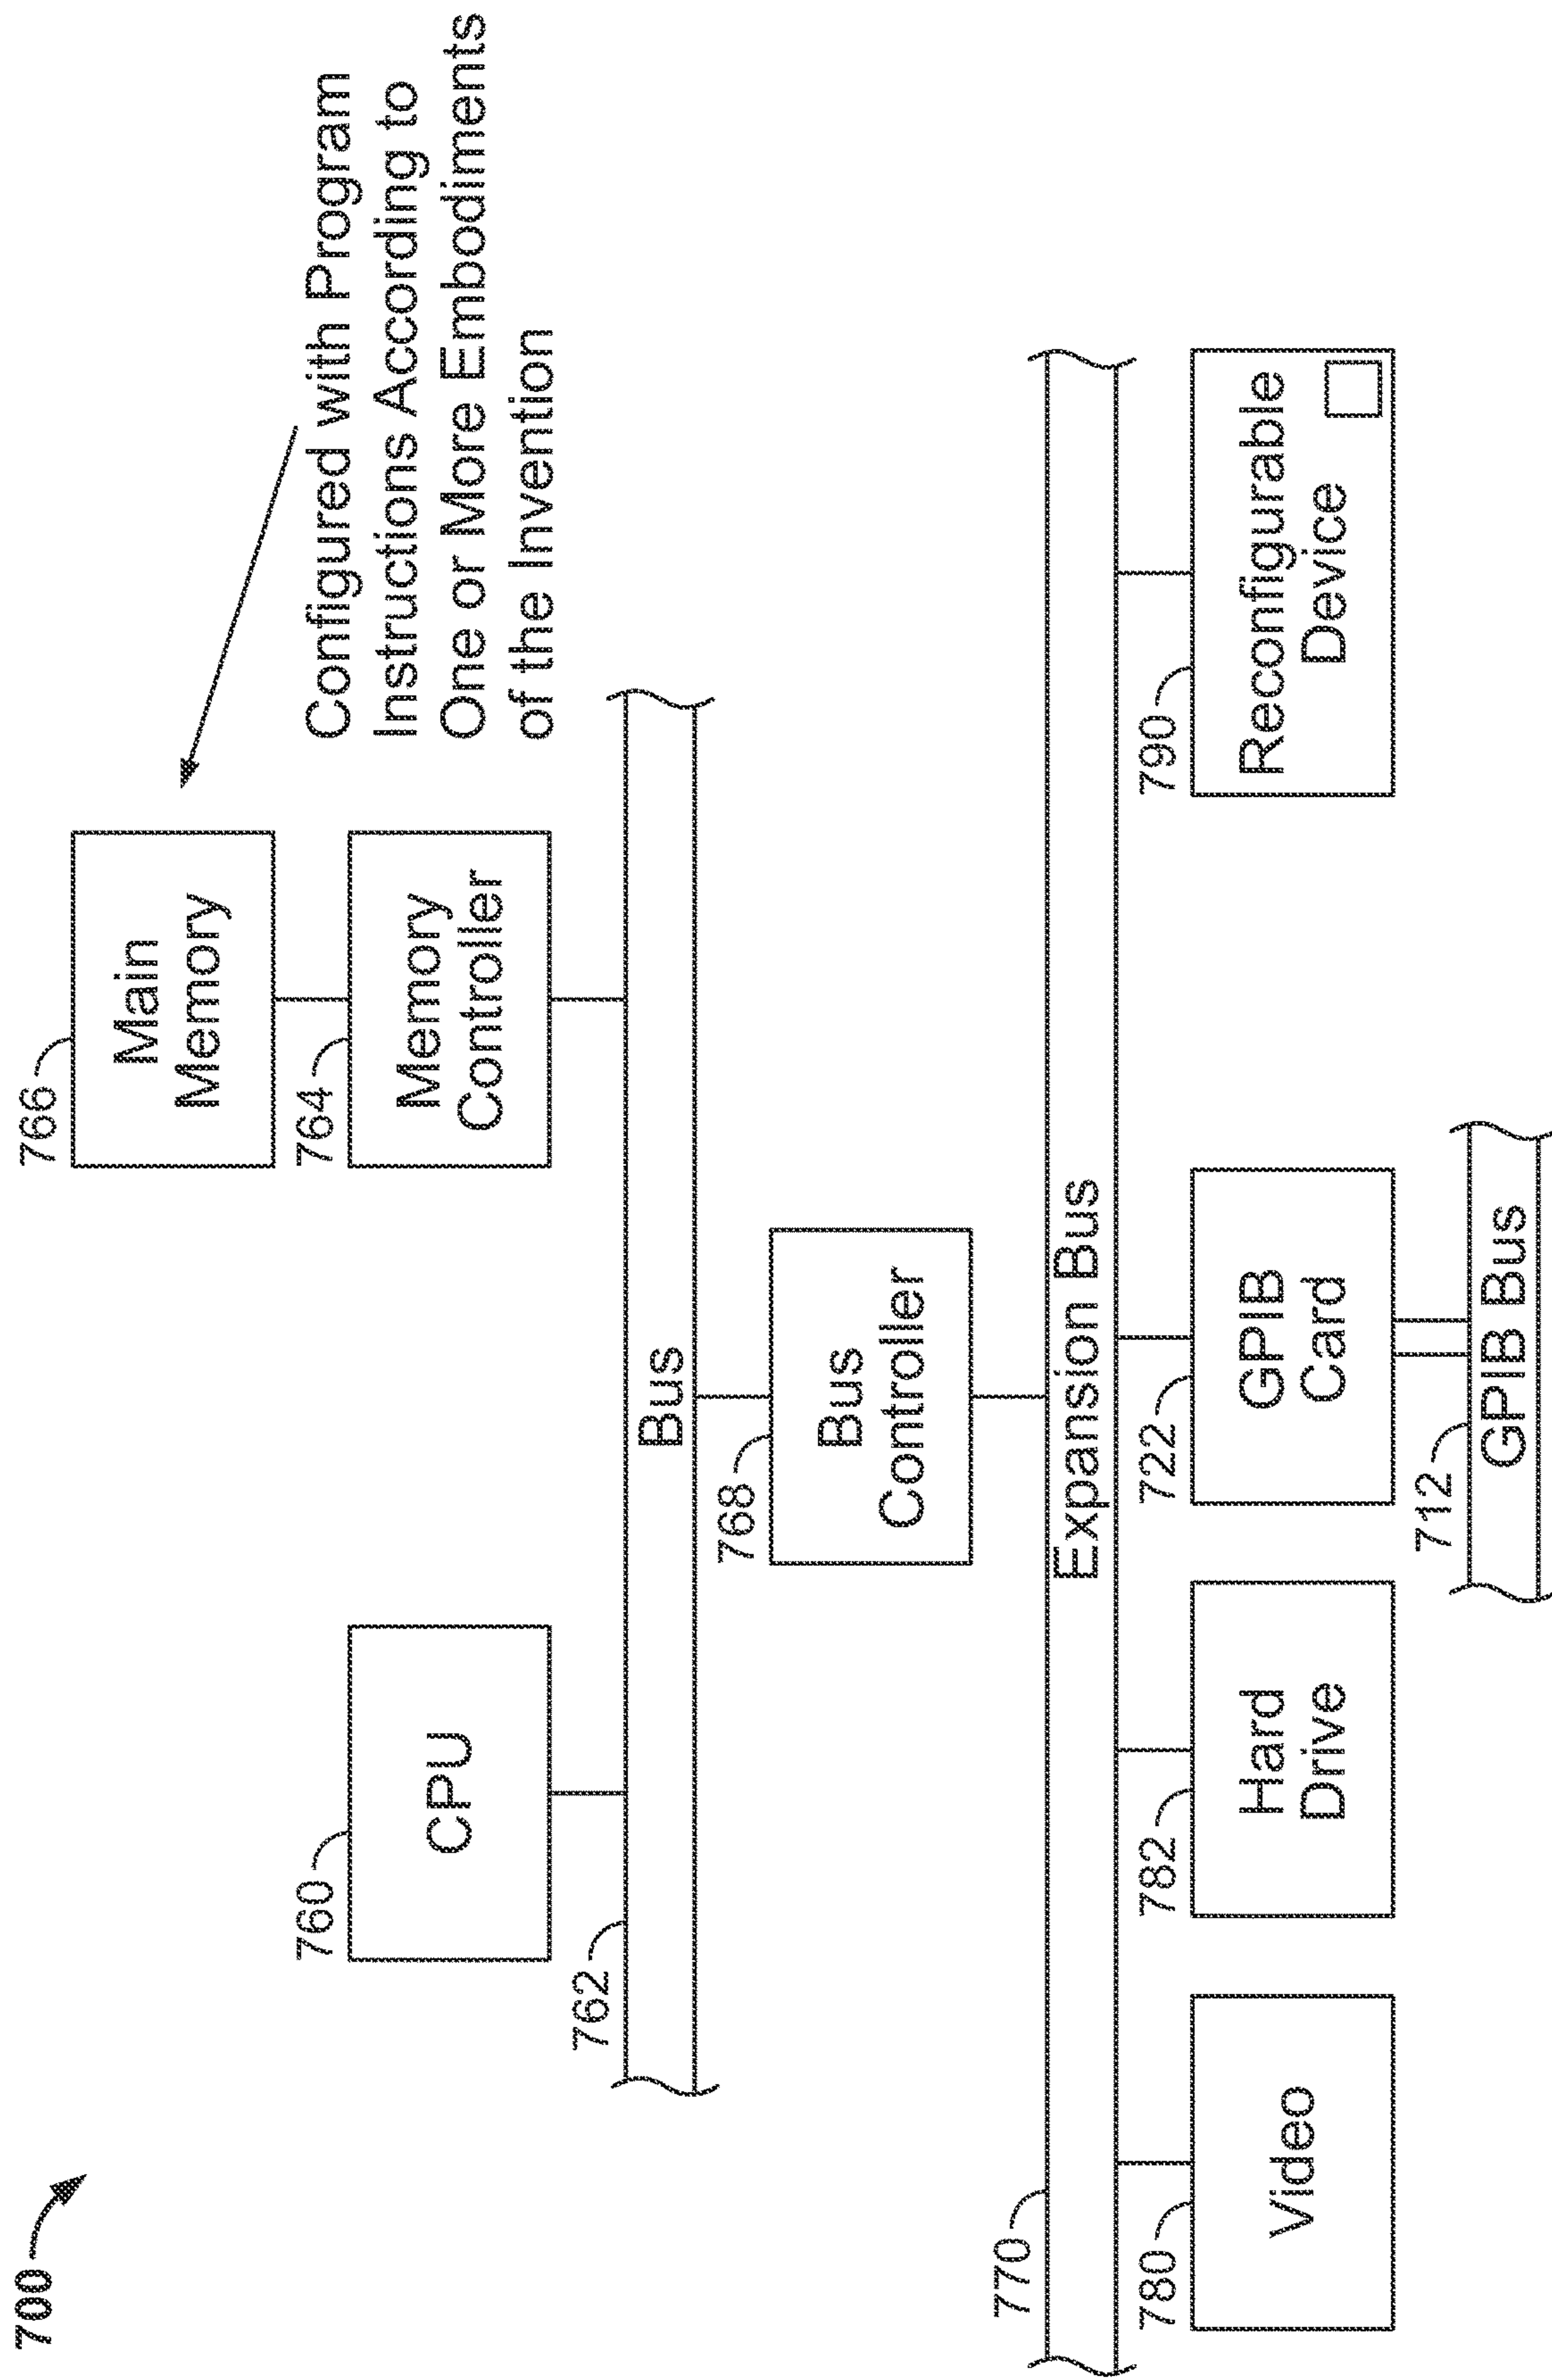 700
766
Main
Memory
Configured with Program
Instructions According to
One or More Embodiments
of the Invention
760
CPU
764
Memory
Controller
762
Bus
768
Bus
Controller
770
Expansion Bus
780
Video
782
Hard
Drive
722
GPIB
Card
790
Reconfigurable
Device
712
GPIB Bus